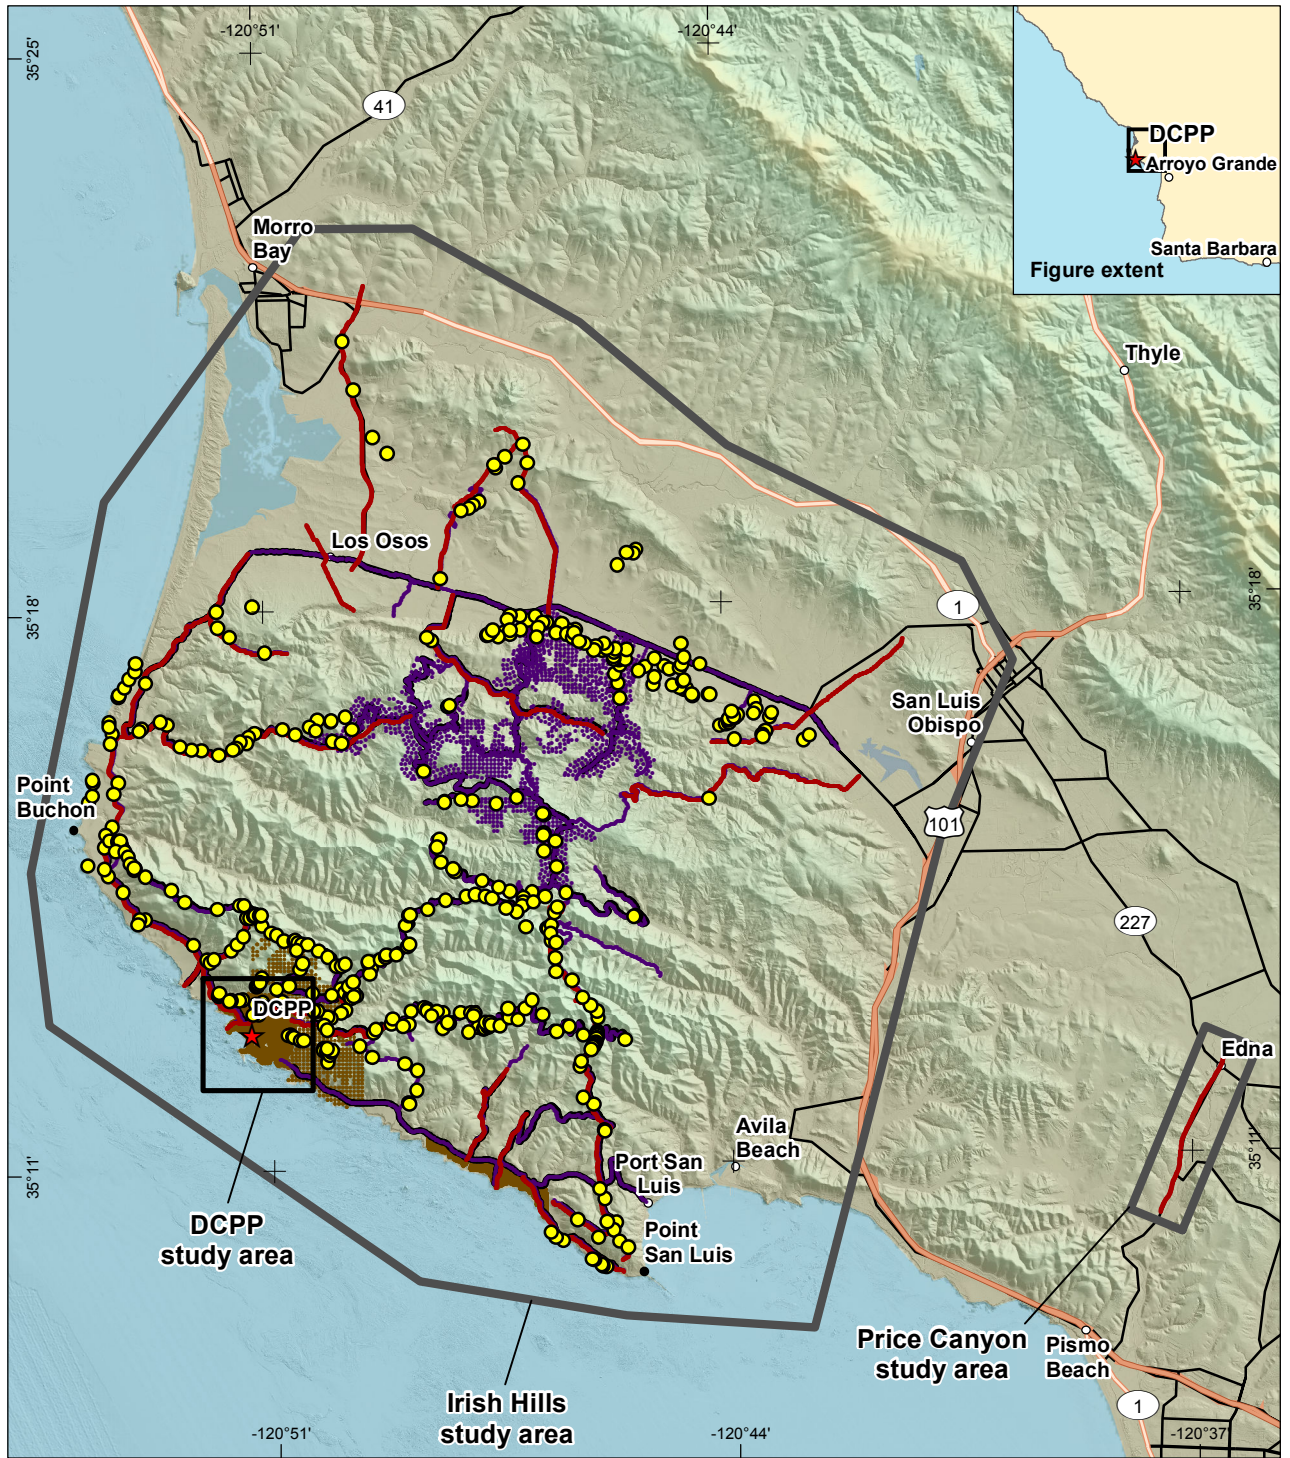 -120°51'
-120°44'
35°25'
41
DCPP
Arroyo Grande
Santa Barbara
Figure extent
Morro
Bay
Thyle
Los Osos
35°18'
35°18'
1
San Luis
Obispo
Point
Buchon
101
227
DCPP
Edna
Avila
Beach
35°11'
35°11'
Port San
Luis
DCPP
study area
Point
San Luis
Price Canyon
study area
Pismo
Beach
Irish Hills
study area
1
-120°51'
-120°44'
-120°37'